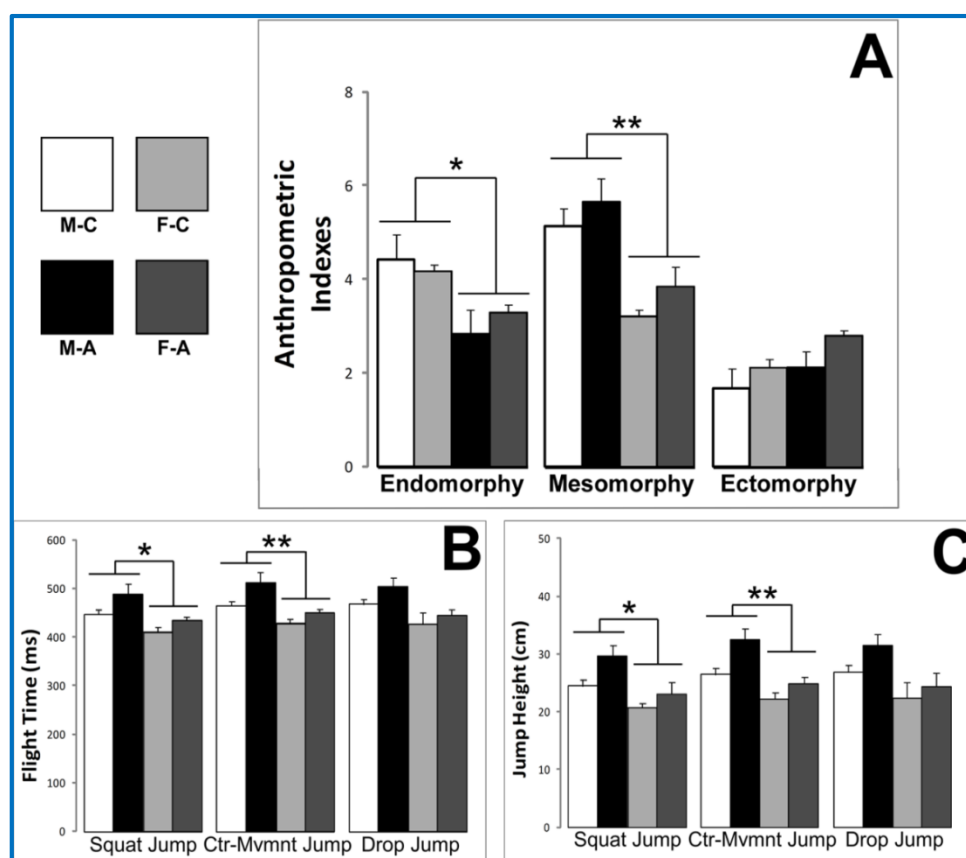 A
M-C F-C
M-A F-A
Anthropometric
Indexes
8
6
4
2
0
*
**
Endomorphy Mesomorphy Ectomorphy
B
Flight Time (ms)
600
500
400
300
200
100
0
*
**
Squat Jump Ctr-Mvmnt Jump Drop Jump
C
Jump Height (cm)
50
40
30
20
10
0
*
**
Squat Jump Ctr-Mvmnt Jump Drop Jump